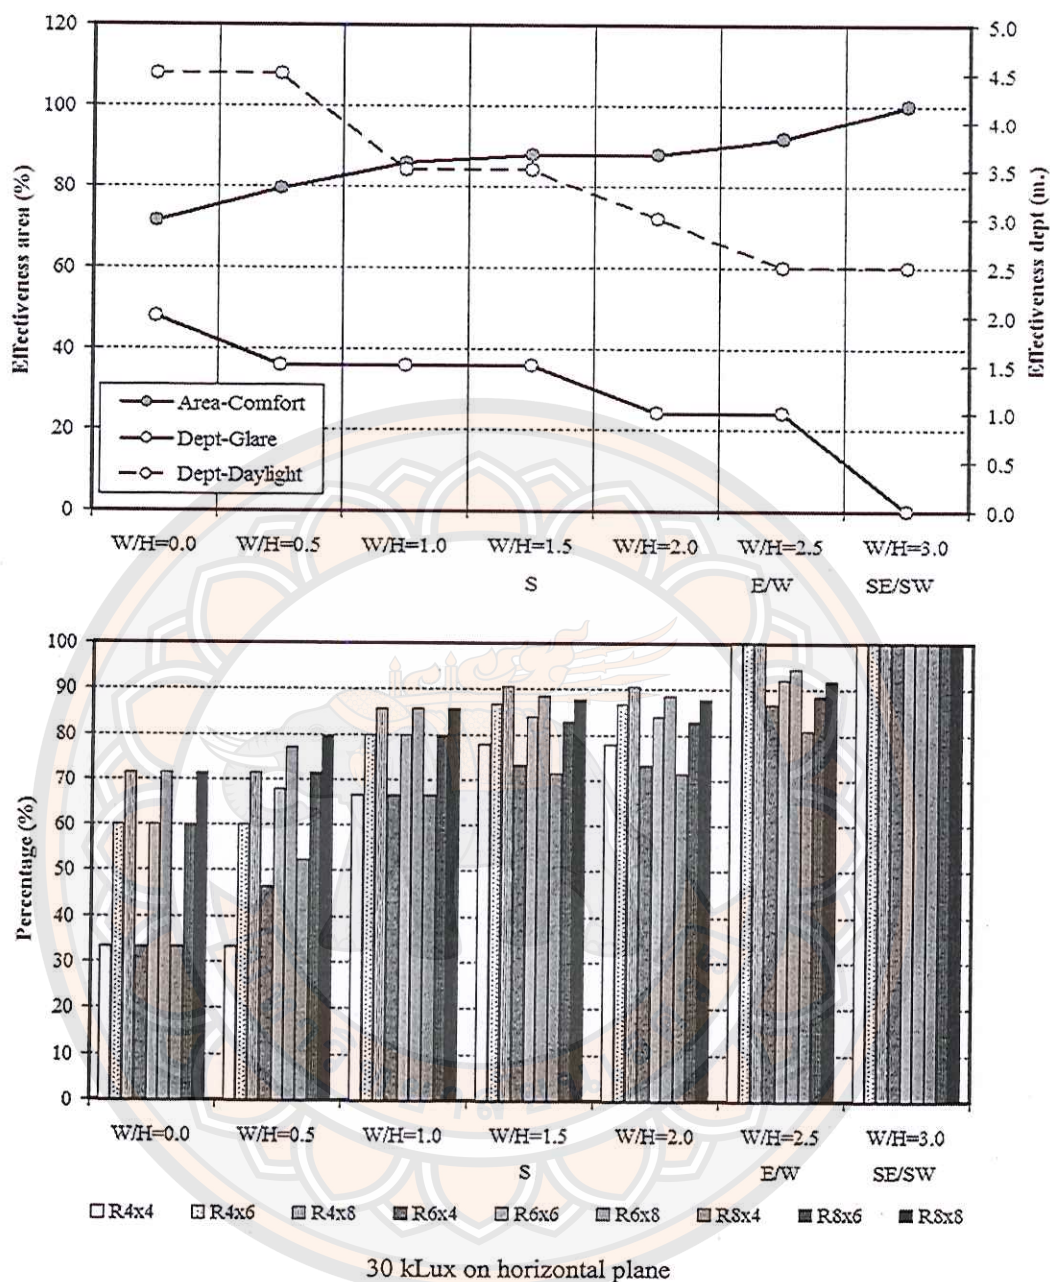 120
100
80
60
40
20
0
Effectiveness area (%)
5.0
4.5
4.0
3.5
3.0
2.5
2.0
1.5
1.0
0.5
0.0
Effectiveness dept (m.)
Area-Comfort
Dept-Glare
Dept-Daylight
W/H=0.0 W/H=0.5 W/H=1.0 W/H=1.5 W/H=2.0 W/H=2.5 W/H=3.0
S E/W SE/SW
100
90
80
70
60
50
40
30
20
10
0
Percentage (%)
W/H=0.0 W/H=0.5 W/H=1.0 W/H=1.5 W/H=2.0 W/H=2.5 W/H=3.0
S E/W SE/SW
R4x4 R4x6 R4x8 R6x4 R6x6 R6x8 R8x4 R8x6 R8x8
30 kLux on horizontal plane